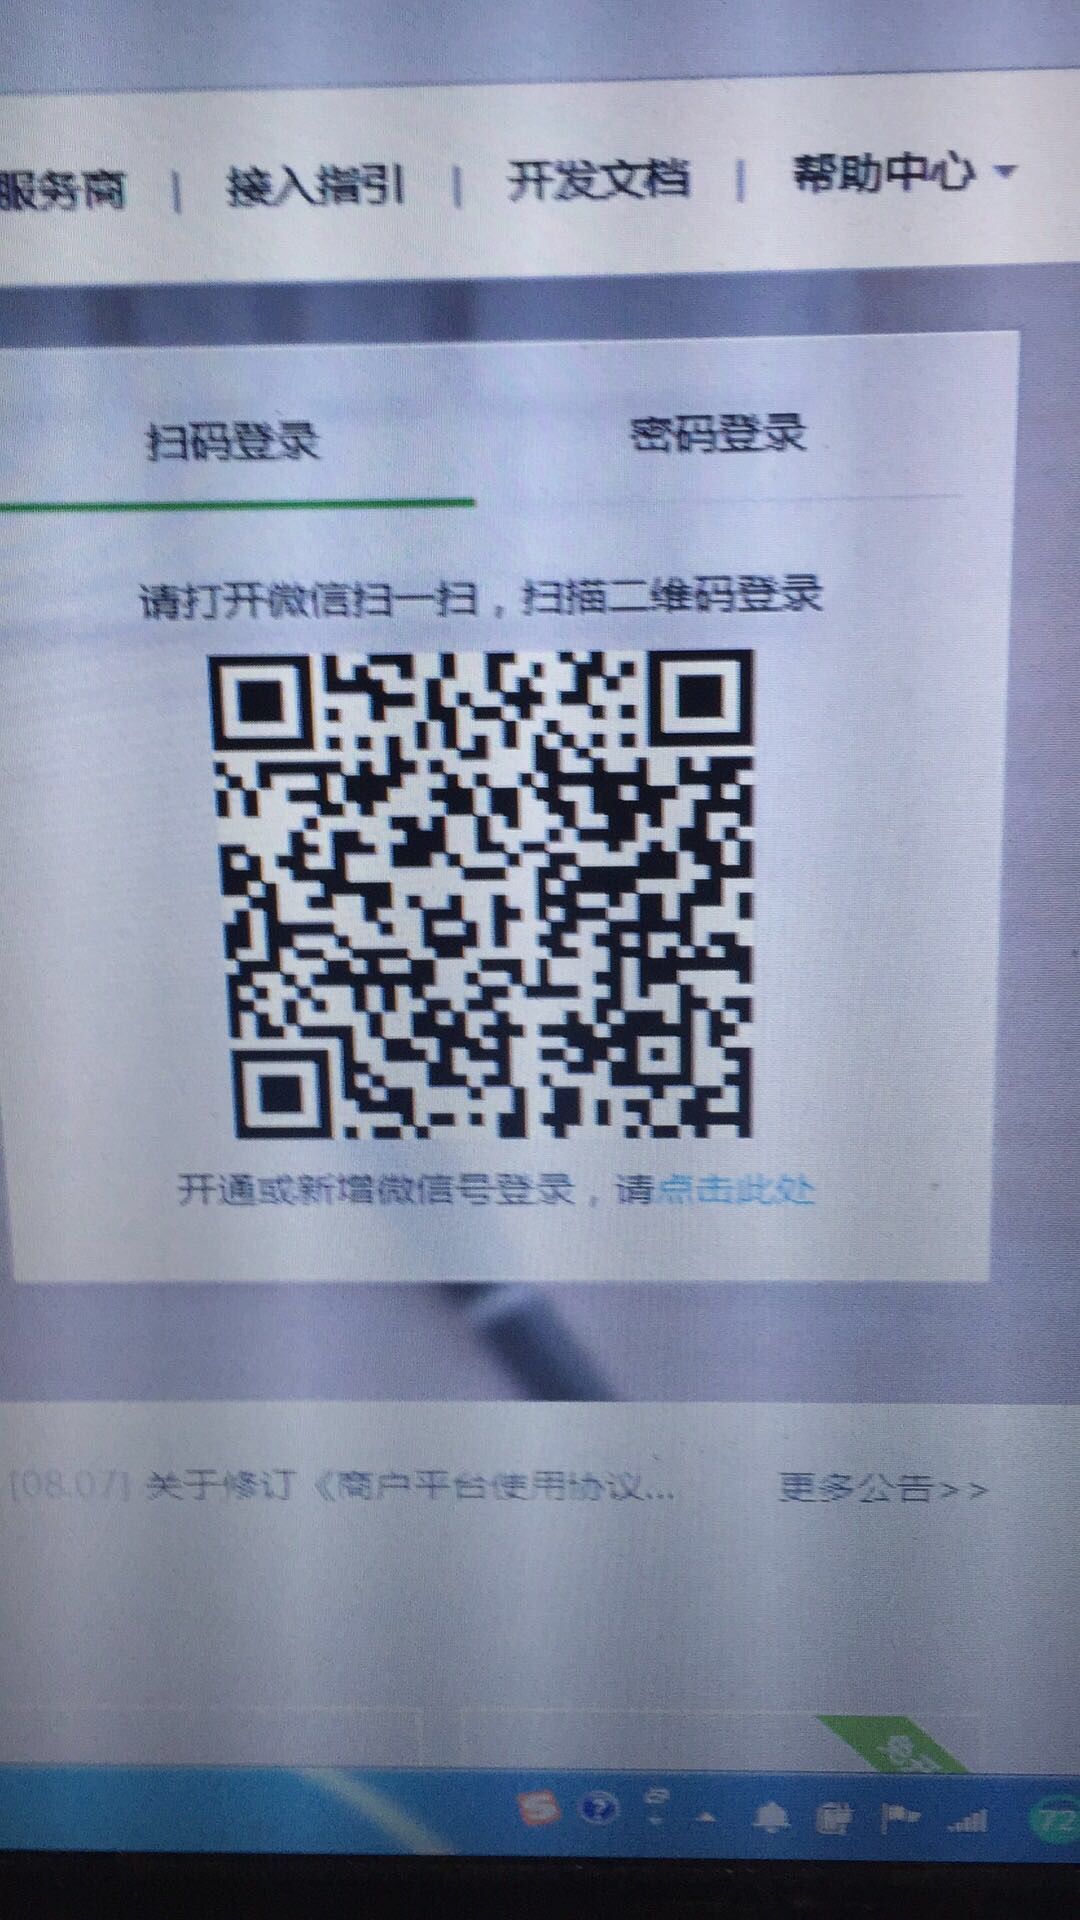 服务商 | 接入指引 | 开发文档 | 帮助中心
扫码登录 密码登录
请打开微信扫一扫，扫描二维码登录
开通或新增微信号登录，请点击此处
[08.07] 关于修订《商户平台使用协议... 更多公告>>
72